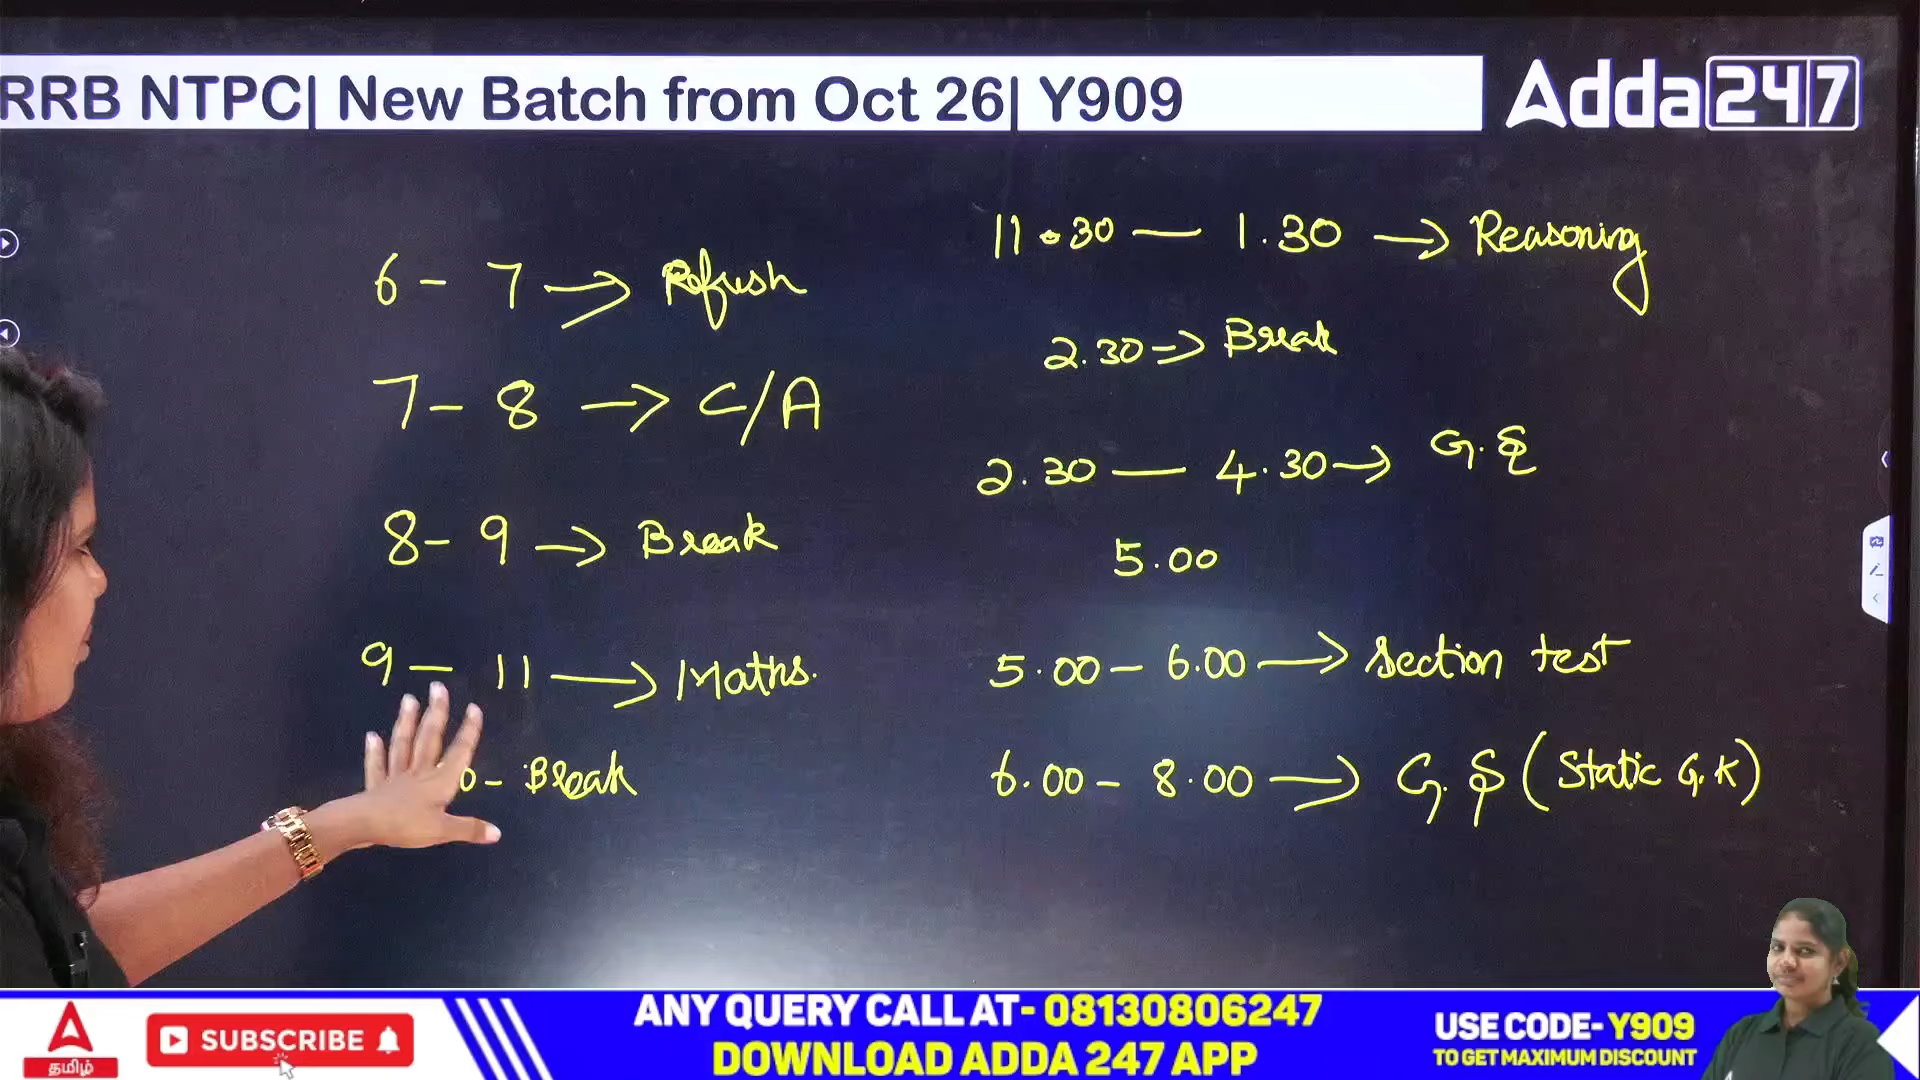 RRB NTPC| New Batch from Oct 26| Y909
Adda247
6 - 7 → Refresh
7 - 8 → C/A
8 - 9 → Break
9 - 11 → Maths.
0 - Break
11.30 - 1.30 → Reasoning
2.30 => Break
2.30 - 4.30 → G.S
5.00
5.00 - 6.00 → Section test
6.00 - 8.00 → G.S (Static G.K)
தமிழ்
SUBSCRIBE
ANY QUERY CALL AT- 08130806247
DOWNLOAD ADDA 247 APP
USE CODE- Y909
TO GET MAXIMUM DISCOUNT